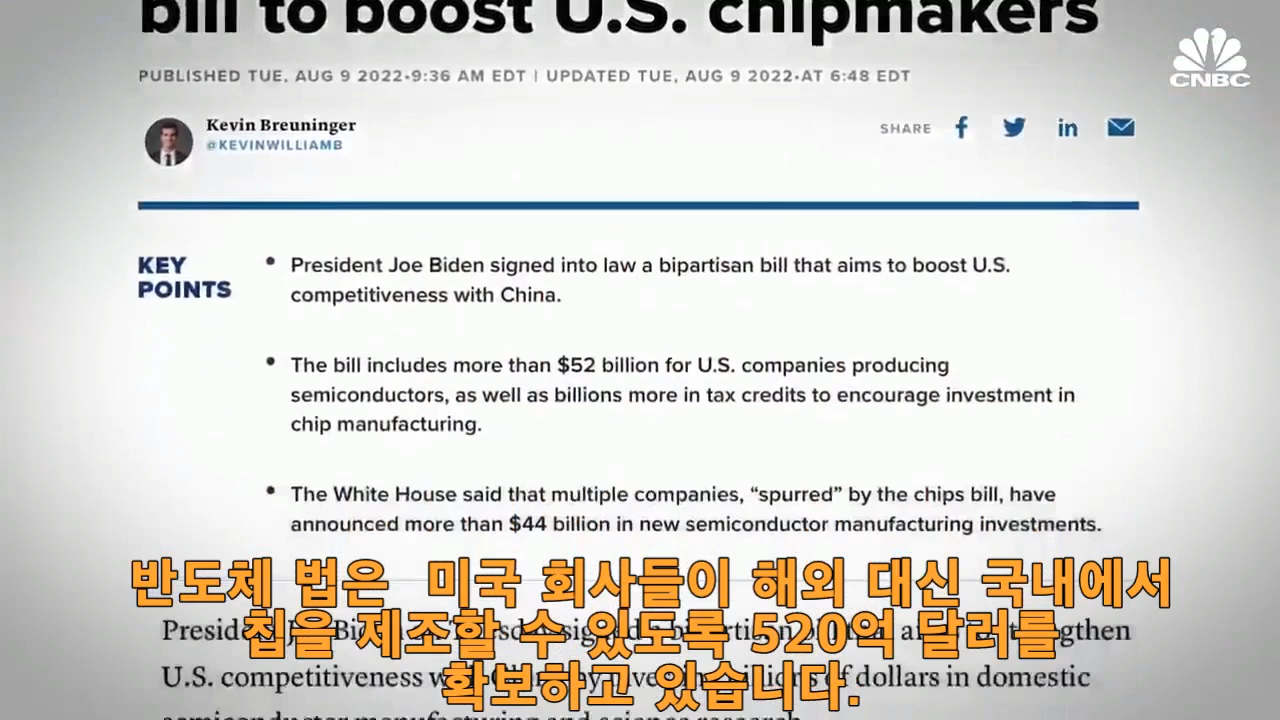 bill to boost U.S. chipmakers
CNBC
PUBLISHED TUE, AUG 9 2022•9:36 AM EDT | UPDATED TUE, AUG 9 2022•AT 6:48 EDT
Kevin Breuninger
@KEVINWILLIAMB
SHARE
KEY
POINTS
• President Joe Biden signed into law a bipartisan bill that aims to boost U.S.
competitiveness with China.
• The bill includes more than $52 billion for U.S. companies producing
semiconductors, as well as billions more in tax credits to encourage investment in
chip manufacturing.
• The White House said that multiple companies, “spurred” by the chips bill, have
announced more than $44 billion in new semiconductor manufacturing investments.
반도체 법은 미국 회사들이 해외 대신 국내에서
칩을 제조할 수 있도록 520억 달러를
확보하고 있습니다.
U.S. competitiveness of dollars in domestic
semiconductor manufacturing and science research